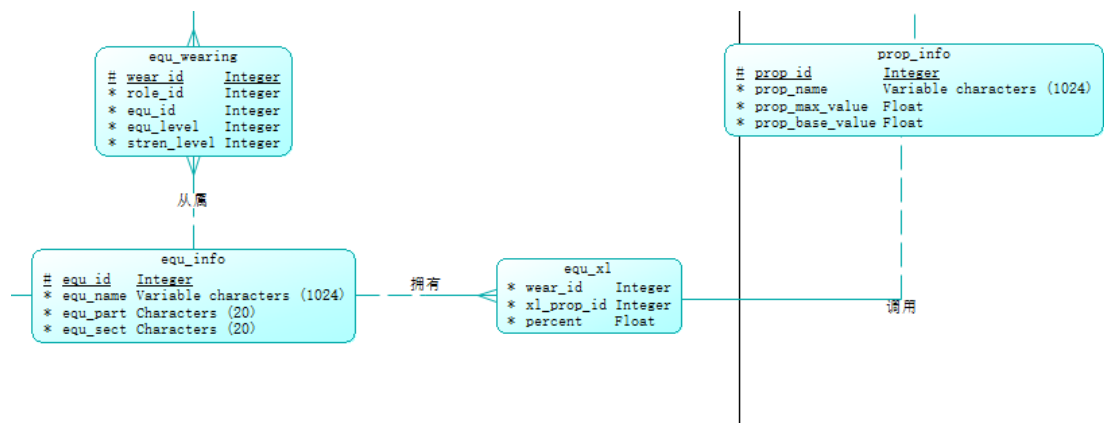 equ_wearing
# wear_id Integer
* role_id Integer
* equ_id Integer
* equ_level Integer
* stren_level Integer
prop_info
# prop_id Integer
* prop_name Variable characters (1024)
* prop_max_value Float
* prop_base_value Float
从属
equ_info
# equ_id Integer
* equ_name Variable characters (1024)
* equ_part Characters (20)
* equ_sect Characters (20)
拥有
equ_xl
* wear_id Integer
* xl_prop_id Integer
* percent Float
调用